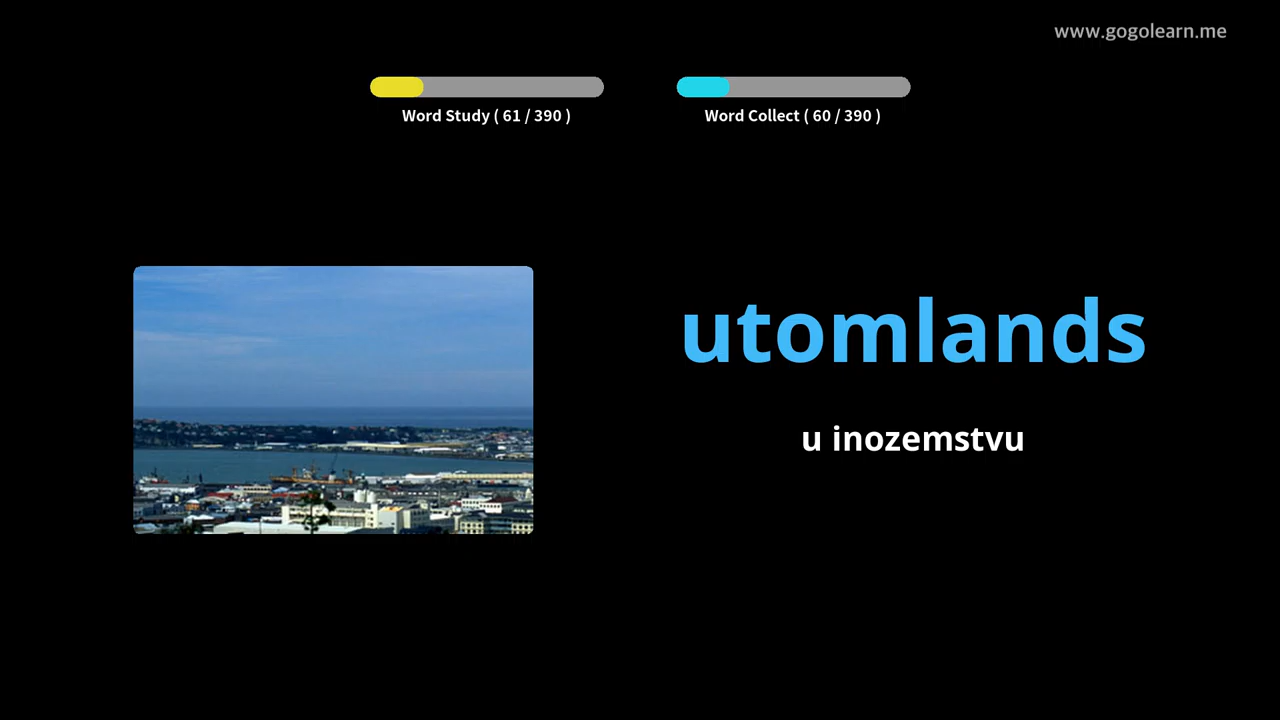 www.gogolearn.me
Word Study ( 61 / 390 )
Word Collect ( 60 / 390 )
utomlands
u inozemstvu